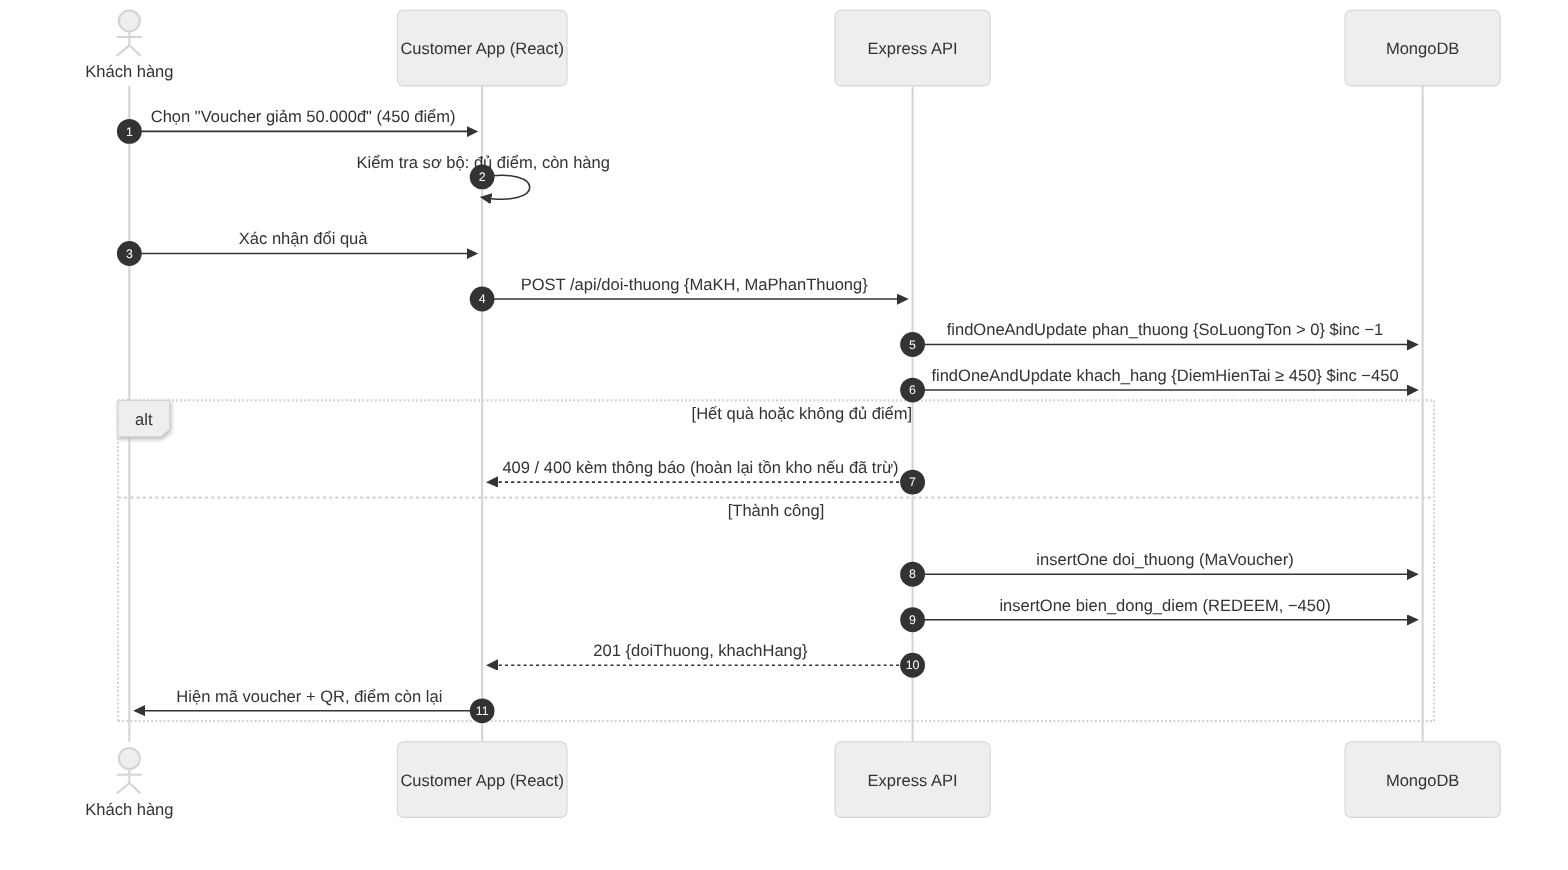 Khách hàng
Customer App (React)
Express API
MongoDB
1
Chọn "Voucher giảm 50.000đ" (450 điểm)
Kiểm tra sơ bộ: đủ điểm, còn hàng
2
3
Xác nhận đổi quà
4
POST /api/doi-thuong {MaKH, MaPhanThuong}
5
findOneAndUpdate phan_thuong {SoLuongTon > 0} $inc −1
6
findOneAndUpdate khach_hang {DiemHienTai ≥ 450} $inc −450
alt
[Hết quà hoặc không đủ điểm]
409 / 400 kèm thông báo (hoàn lại tồn kho nếu đã trừ)
7
[Thành công]
8
insertOne doi_thuong (MaVoucher)
9
insertOne bien_dong_diem (REDEEM, −450)
201 {doiThuong, khachHang}
10
Hiện mã voucher + QR, điểm còn lại
11
Khách hàng
Customer App (React)
Express API
MongoDB